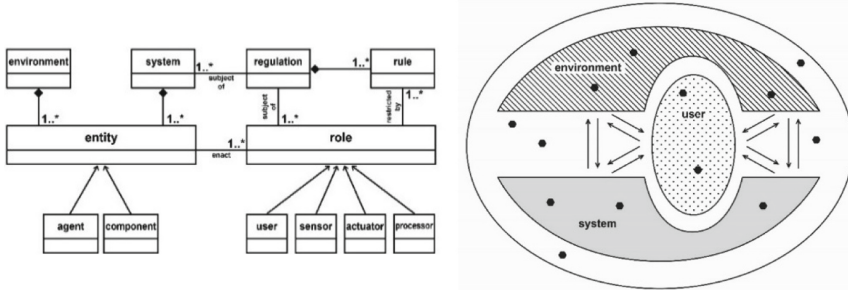 environment
system
regulation
rule
1..*
subject of
1..*
subject of
restricted by
1..*
1..*
1..*
1..*
entity
1..*
enact
role
agent
component
user
sensor
actuator
processor
environment
user
system